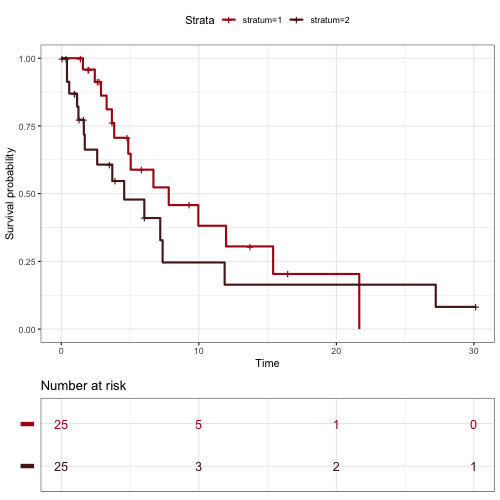 Strata stratum=1 stratum=2
1.00
0.75
0.50
0.25
0.00
Survival probability
0 10 20 30
Time
Number at risk
25 5 1 0
25 3 2 1